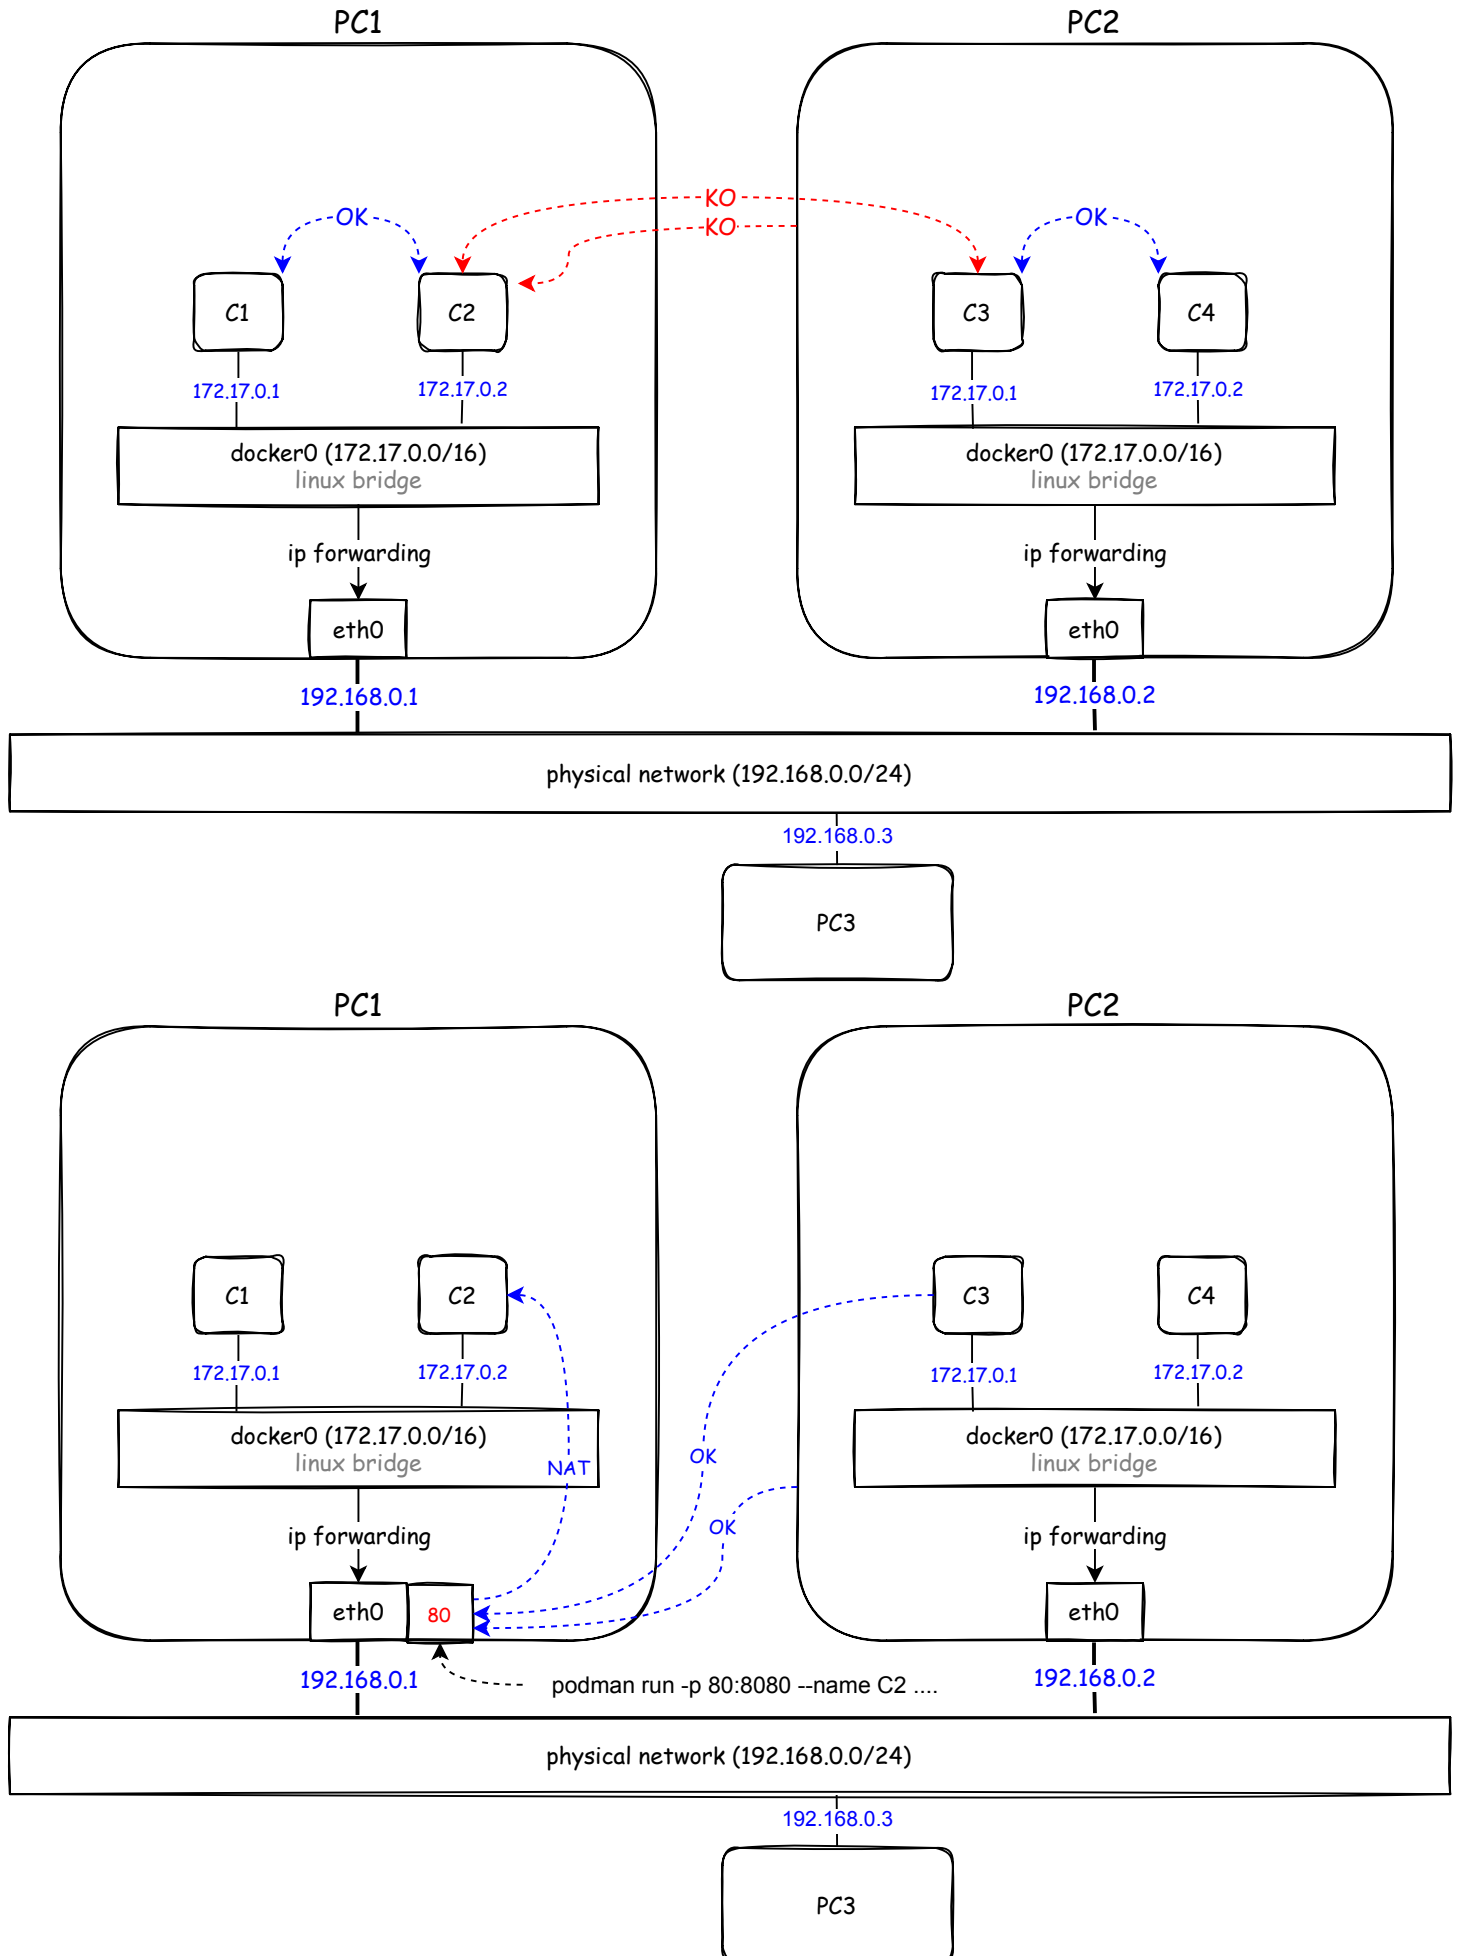 PC1
PC2
KO
OK
KO
OK
C1
C2
C3
C4
172.17.0.1
172.17.0.2
172.17.0.1
172.17.0.2
docker0 (172.17.0.0/16)
linux bridge
docker0 (172.17.0.0/16)
linux bridge
ip forwarding
ip forwarding
eth0
eth0
192.168.0.1
192.168.0.2
physical network (192.168.0.0/24)
192.168.0.3
PC3
PC1
PC2
C1
C2
C3
C4
172.17.0.1
172.17.0.2
172.17.0.1
172.17.0.2
docker0 (172.17.0.0/16)
linux bridge
docker0 (172.17.0.0/16)
linux bridge
NAT
OK
OK
ip forwarding
ip forwarding
eth0
80
eth0
192.168.0.1
podman run -p 80:8080 --name C2 ....
192.168.0.2
physical network (192.168.0.0/24)
192.168.0.3
PC3